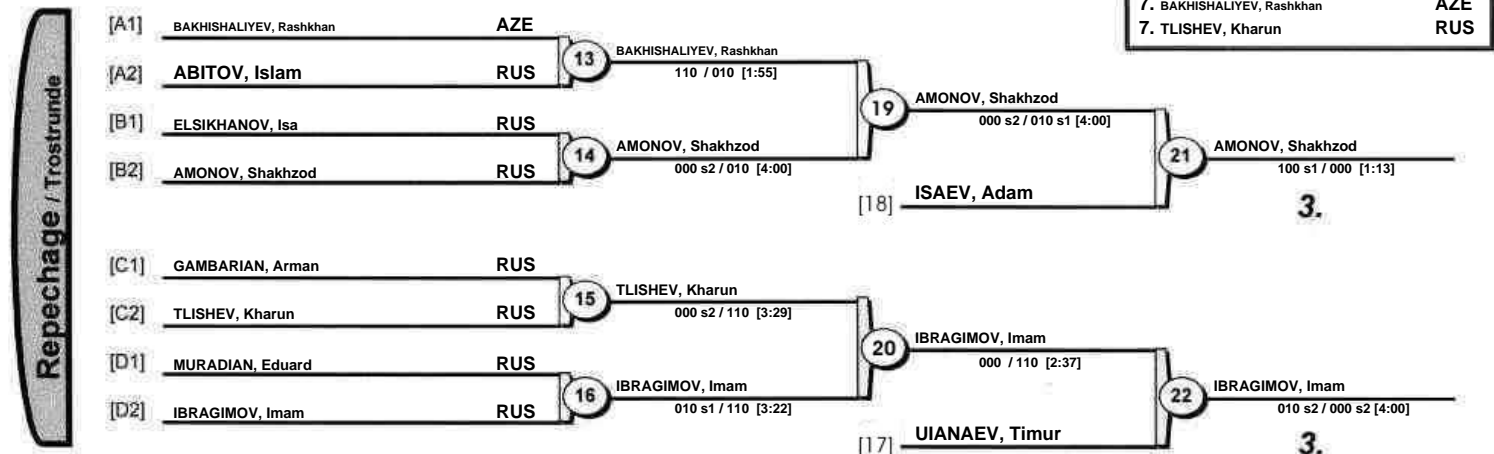 7. BAKHISHALIYEV, Rashkhan AZE
7. TLISHEV, Kharun RUS
Repechage / Trostrunde
[A1] BAKHISHALIYEV, Rashkhan AZE
[A2] ABITOV, Islam RUS
13
BAKHISHALIYEV, Rashkhan
110 / 010 [1:55]
[B1] ELSIKHANOV, Isa RUS
[B2] AMONOV, Shakhzod RUS
14
AMONOV, Shakhzod
000 s2 / 010 [4:00]
19
AMONOV, Shakhzod
000 s2 / 010 s1 [4:00]
[18] ISAEV, Adam
21
AMONOV, Shakhzod
100 s1 / 000 [1:13]
3.
[C1] GAMBARIAN, Arman RUS
[C2] TLISHEV, Kharun RUS
15
TLISHEV, Kharun
000 s2 / 110 [3:29]
[D1] MURADIAN, Eduard RUS
[D2] IBRAGIMOV, Imam RUS
16
IBRAGIMOV, Imam
010 s1 / 110 [3:22]
20
IBRAGIMOV, Imam
000 / 110 [2:37]
[17] UIANAEV, Timur
22
IBRAGIMOV, Imam
010 s2 / 000 s2 [4:00]
3.